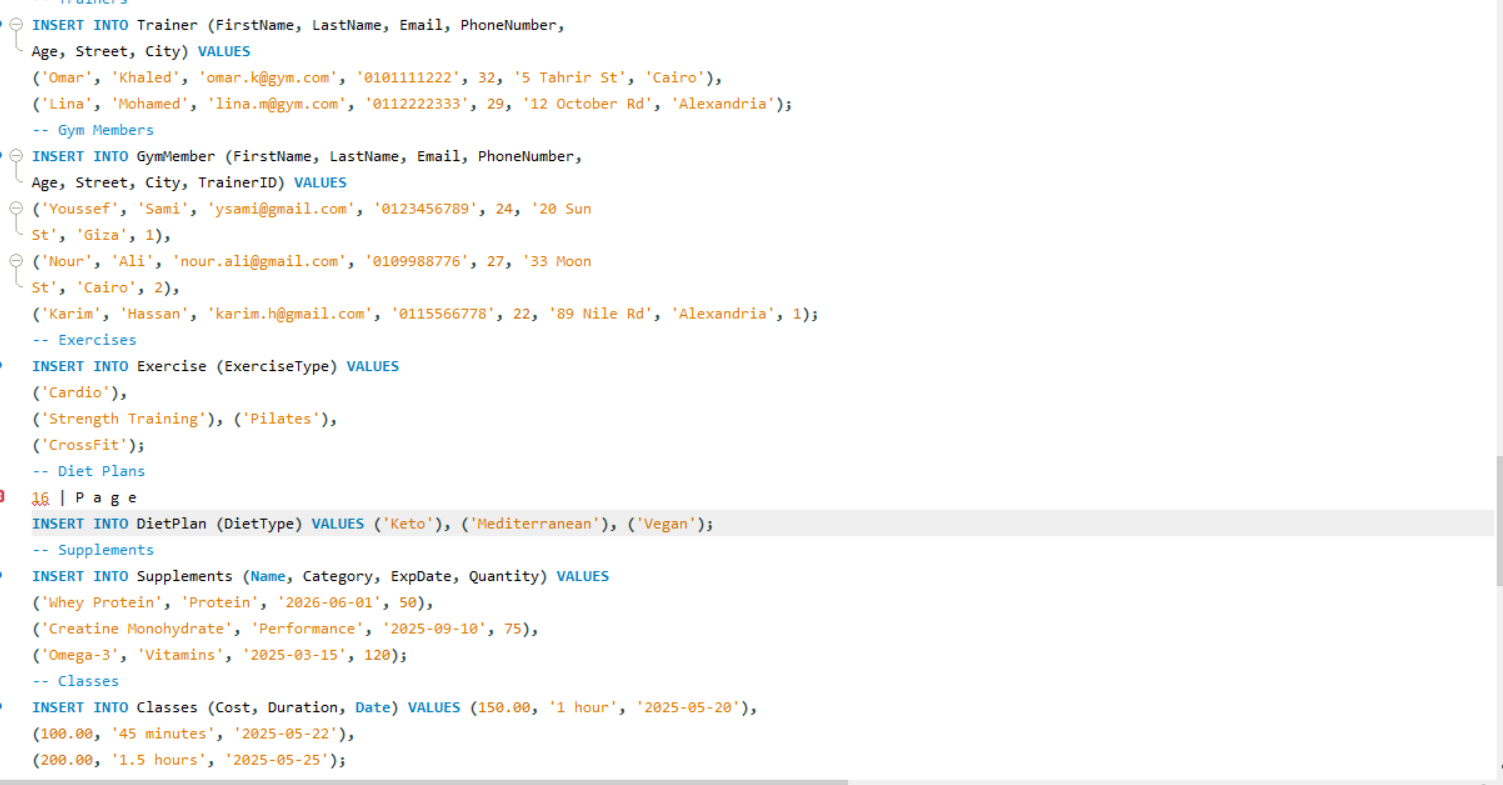 -- Trainers
INSERT INTO Trainer (FirstName, LastName, Email, PhoneNumber,
Age, Street, City) VALUES
('Omar', 'Khaled', 'omar.k@gym.com', '0101111222', 32, '5 Tahrir St', 'Cairo'),
('Lina', 'Mohamed', 'lina.m@gym.com', '0112222333', 29, '12 October Rd', 'Alexandria');
-- Gym Members
INSERT INTO GymMember (FirstName, LastName, Email, PhoneNumber,
Age, Street, City, TrainerID) VALUES
('Youssef', 'Sami', 'ysami@gmail.com', '0123456789', 24, '20 Sun
St', 'Giza', 1),
('Nour', 'Ali', 'nour.ali@gmail.com', '0109988776', 27, '33 Moon
St', 'Cairo', 2),
('Karim', 'Hassan', 'karim.h@gmail.com', '0115566778', 22, '89 Nile Rd', 'Alexandria', 1);
-- Exercises
INSERT INTO Exercise (ExerciseType) VALUES
('Cardio'),
('Strength Training'), ('Pilates'),
('CrossFit');
-- Diet Plans
16 | P a g e
INSERT INTO DietPlan (DietType) VALUES ('Keto'), ('Mediterranean'), ('Vegan');
-- Supplements
INSERT INTO Supplements (Name, Category, ExpDate, Quantity) VALUES
('Whey Protein', 'Protein', '2026-06-01', 50),
('Creatine Monohydrate', 'Performance', '2025-09-10', 75),
('Omega-3', 'Vitamins', '2025-03-15', 120);
-- Classes
INSERT INTO Classes (Cost, Duration, Date) VALUES (150.00, '1 hour', '2025-05-20'),
(100.00, '45 minutes', '2025-05-22'),
(200.00, '1.5 hours', '2025-05-25');